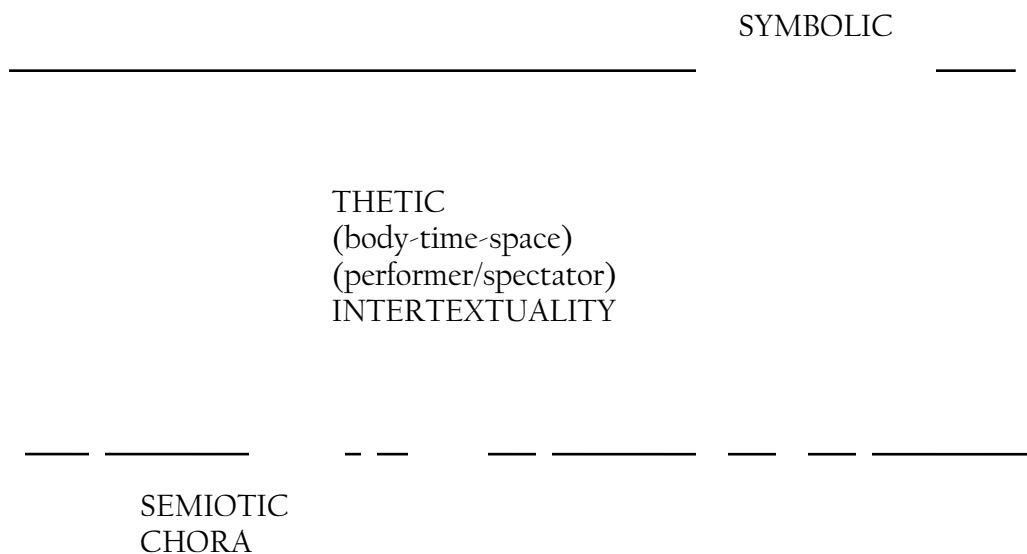 SYMBOLIC
THETIC
(body-time-space)
(performer/spectator)
INTERTEXTUALITY
SEMIOTIC
CHORA